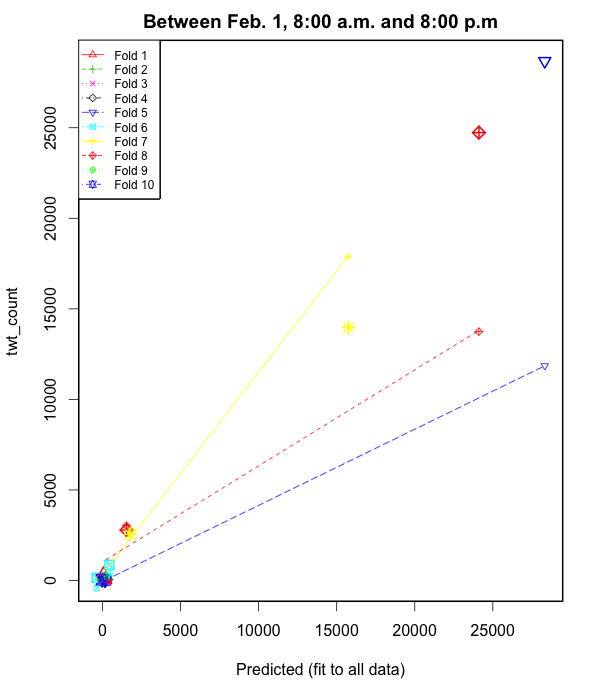 Between Feb. 1, 8:00 a.m. and 8:00 p.m
Fold 1
Fold 2
Fold 3
Fold 4
Fold 5
Fold 6
Fold 7
Fold 8
Fold 9
Fold 10
twt_count
25000
20000
15000
10000
5000
0
0 5000 10000 15000 20000 25000
Predicted (fit to all data)